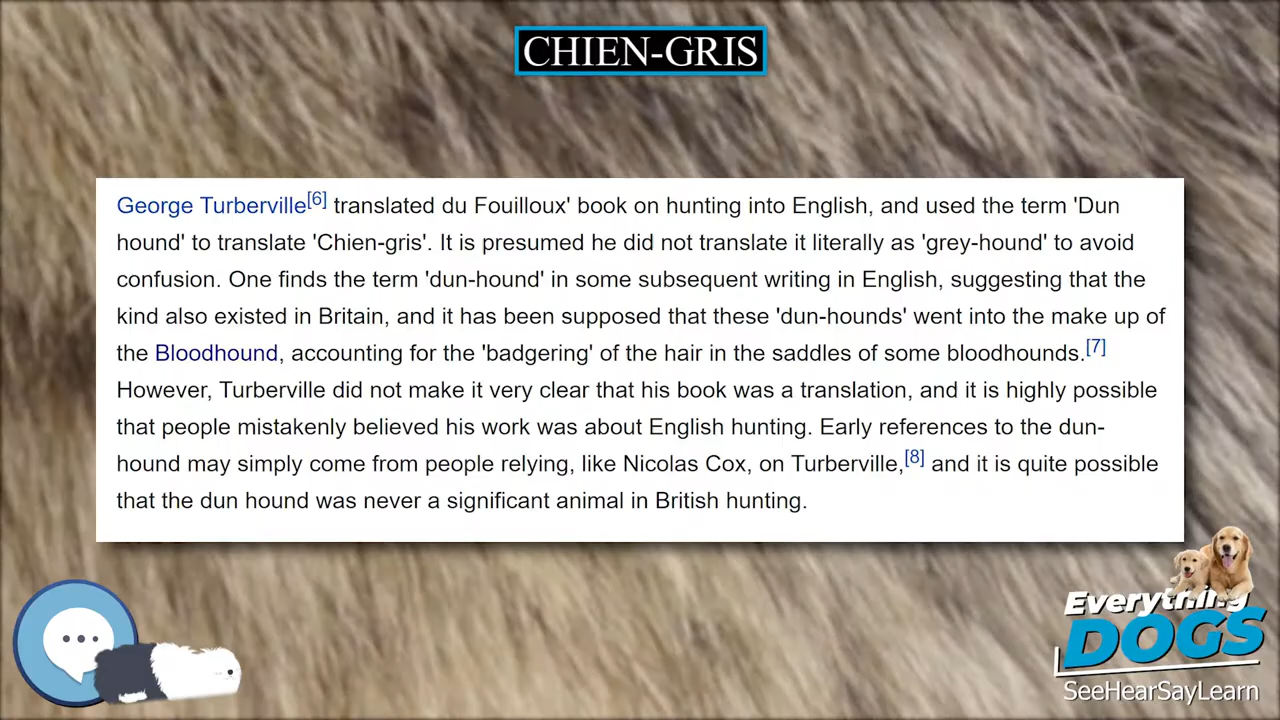 CHIEN-GRIS
George Turberville[6] translated du Fouilloux' book on hunting into English, and used the term 'Dun
hound' to translate 'Chien-gris'. It is presumed he did not translate it literally as 'grey-hound' to avoid
confusion. One finds the term 'dun-hound' in some subsequent writing in English, suggesting that the
kind also existed in Britain, and it has been supposed that these 'dun-hounds' went into the make up of
the Bloodhound, accounting for the 'badgering' of the hair in the saddles of some bloodhounds.[7]
However, Turberville did not make it very clear that his book was a translation, and it is highly possible
that people mistakenly believed his work was about English hunting. Early references to the dun-
hound may simply come from people relying, like Nicolas Cox, on Turberville,[8] and it is quite possible
that the dun hound was never a significant animal in British hunting.
Everything
DOGS
SeeHearSayLearn